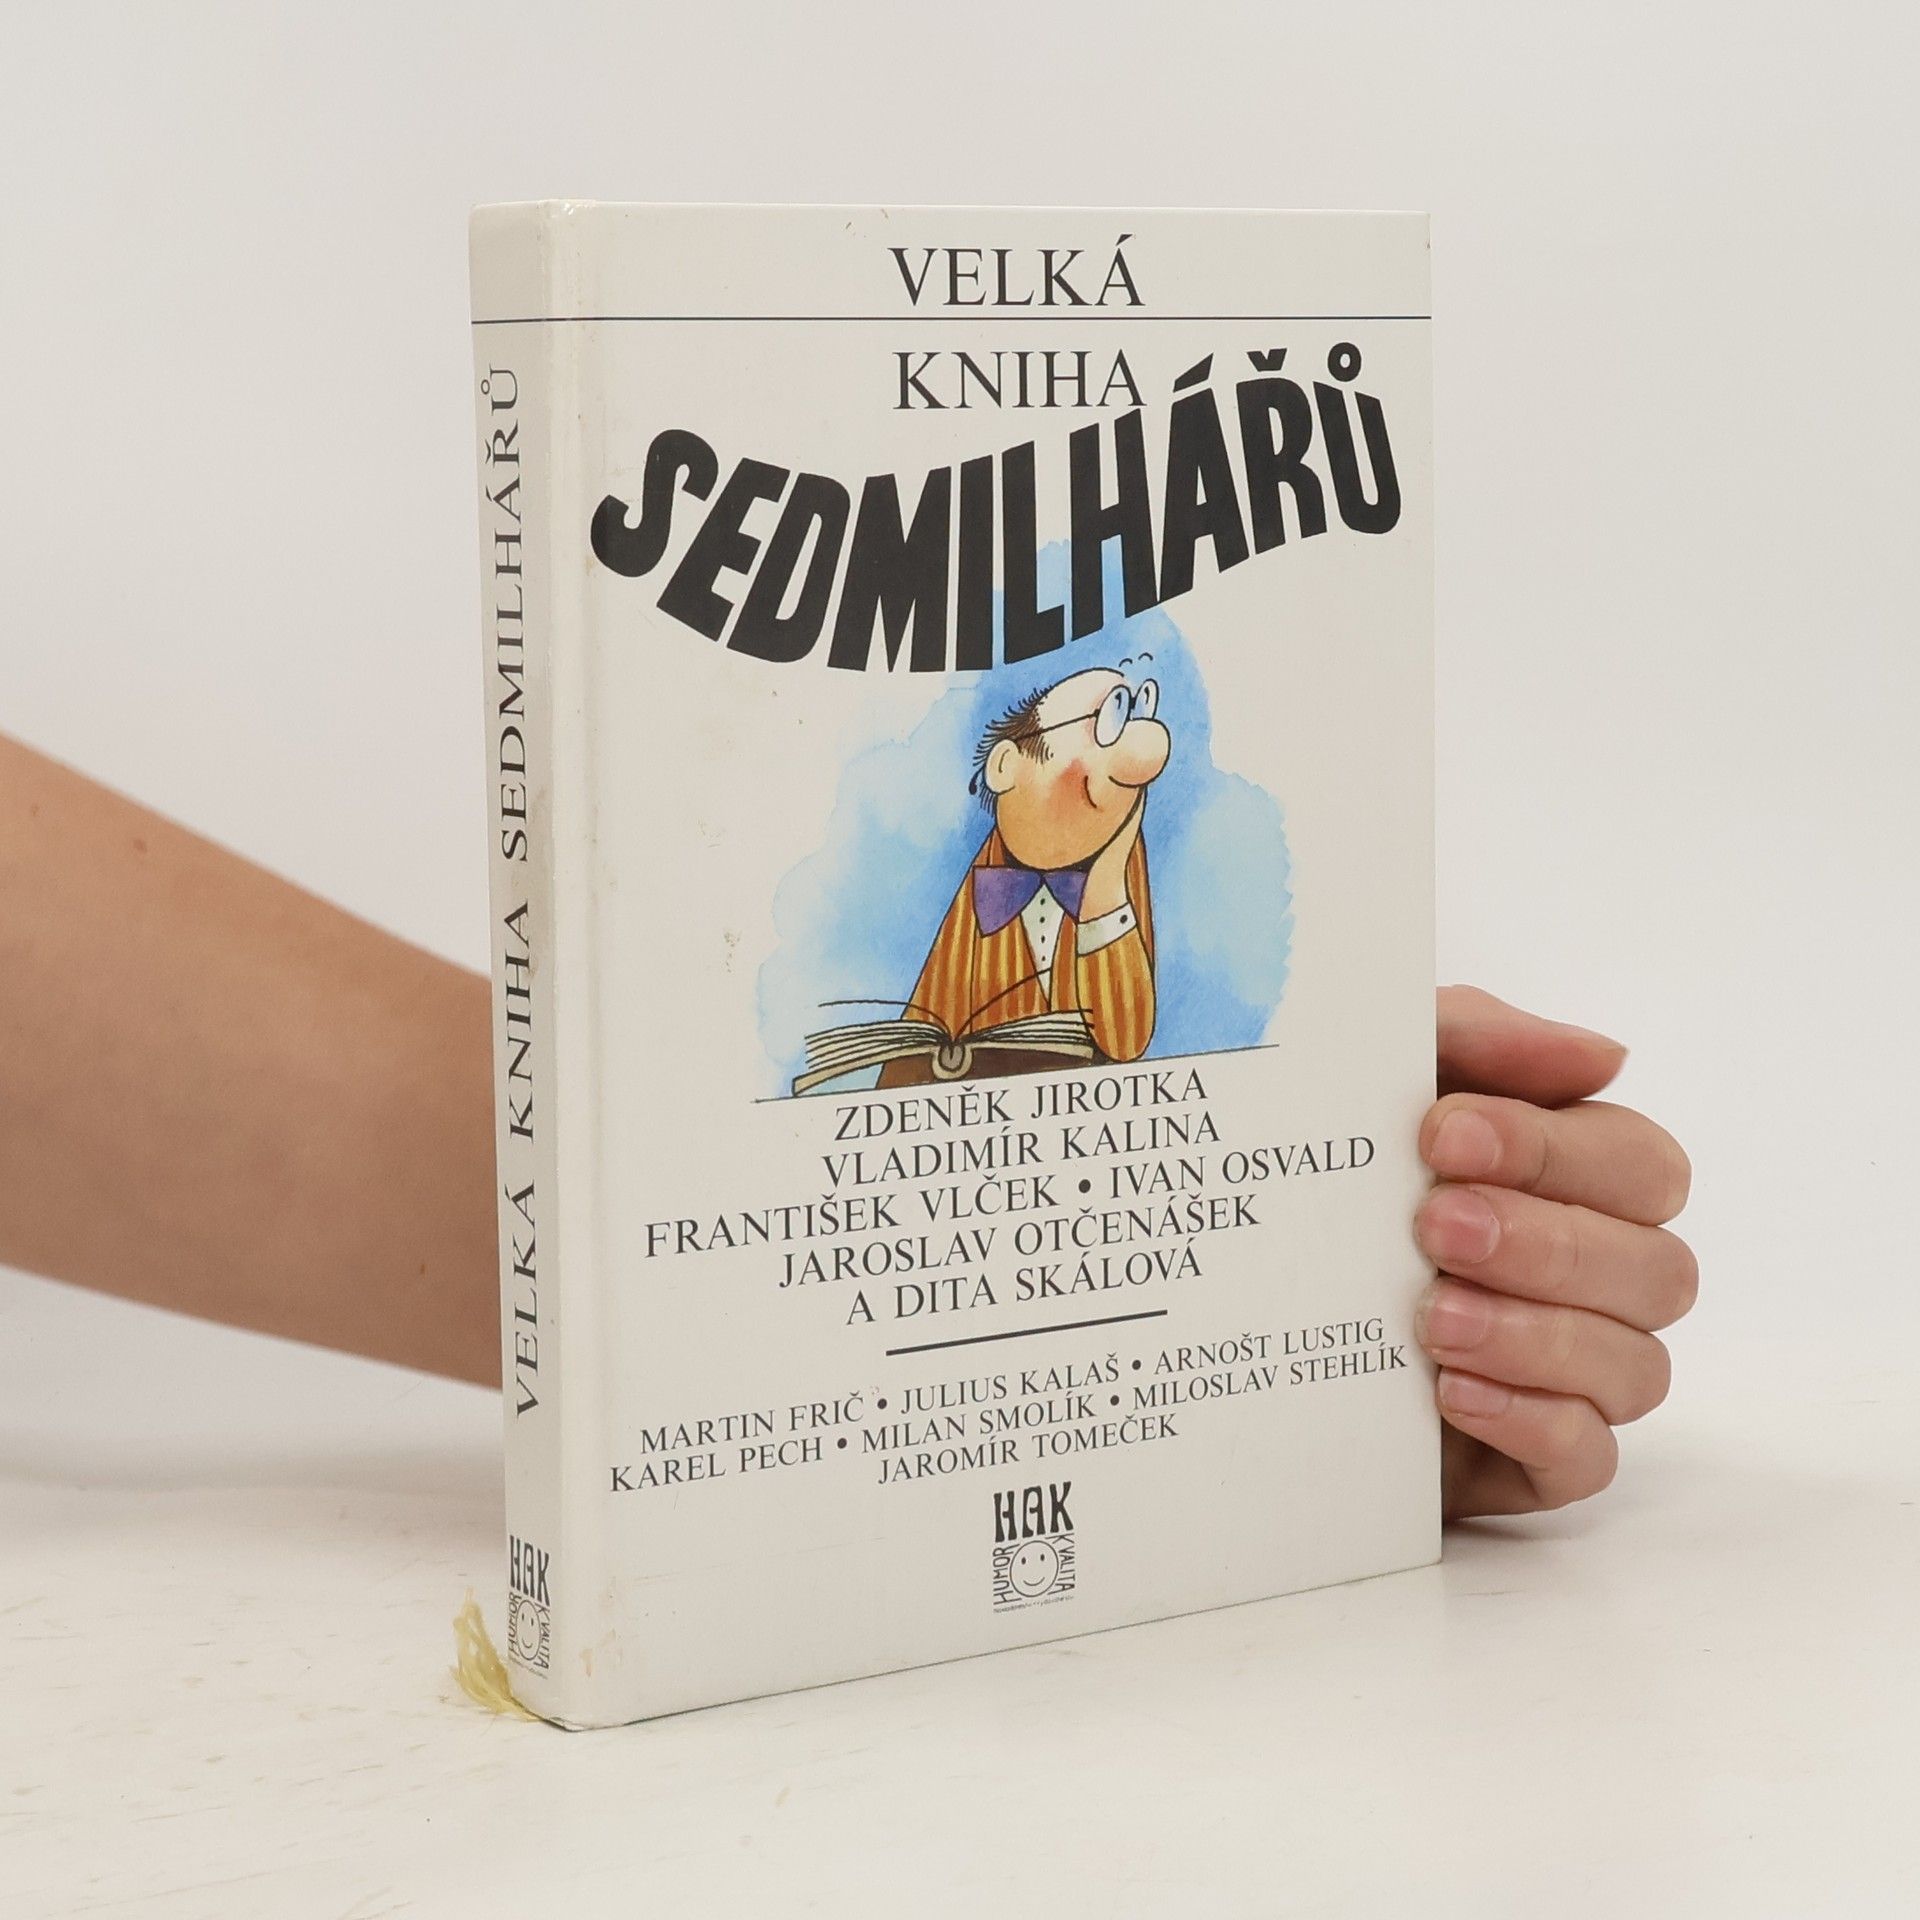 VELKÁ
KNIHA
SEDMILHÁŘŮ
ZDENĚK JIROTKA
VLADIMÍR KALINA
FRANTIŠEK VLČEK • IVAN OSVALD
JAROSLAV OTČENÁŠEK
A DITA SKÁLOVÁ
MARTIN FRIČ • JULIUS KALAŠ • ARNOŠT LUSTIG
KAREL PECH • MILAN SMOLÍK • MILOSLAV STEHLÍK
JAROMÍR TOMEČEK
HAK
HUMOR
KVALITA
VELKÁ KNIHA SEDMILHÁŘŮ
HAK
HUMOR
KVALITA